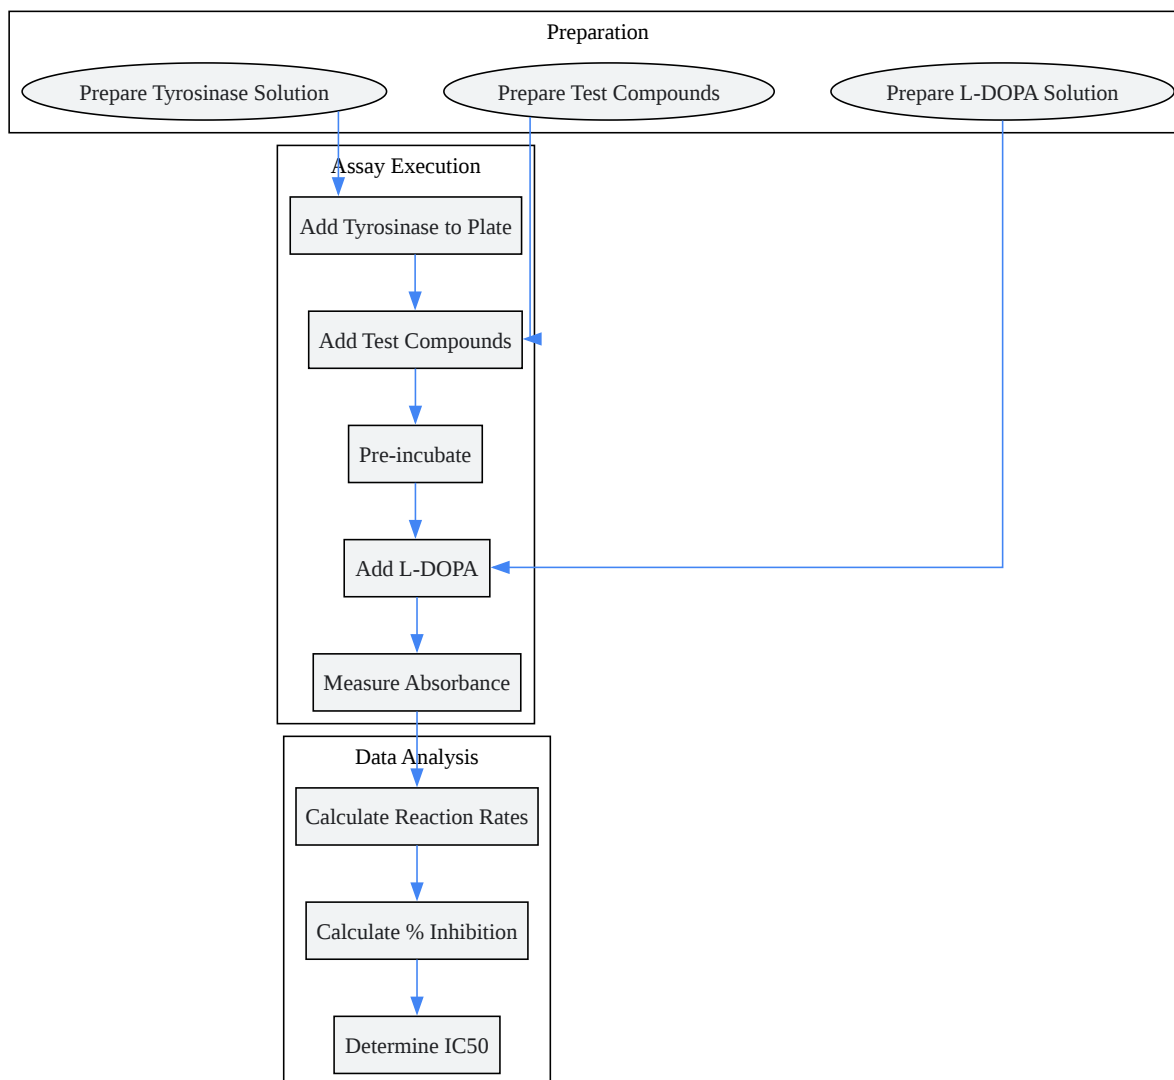 Preparation
Prepare Tyrosinase Solution
Prepare Test Compounds
Prepare L-DOPA Solution
Assay Execution
Add Tyrosinase to Plate
Add Test Compounds
Pre-incubate
Add L-DOPA
Measure Absorbance
Data Analysis
Calculate Reaction Rates
Calculate % Inhibition
Determine IC50